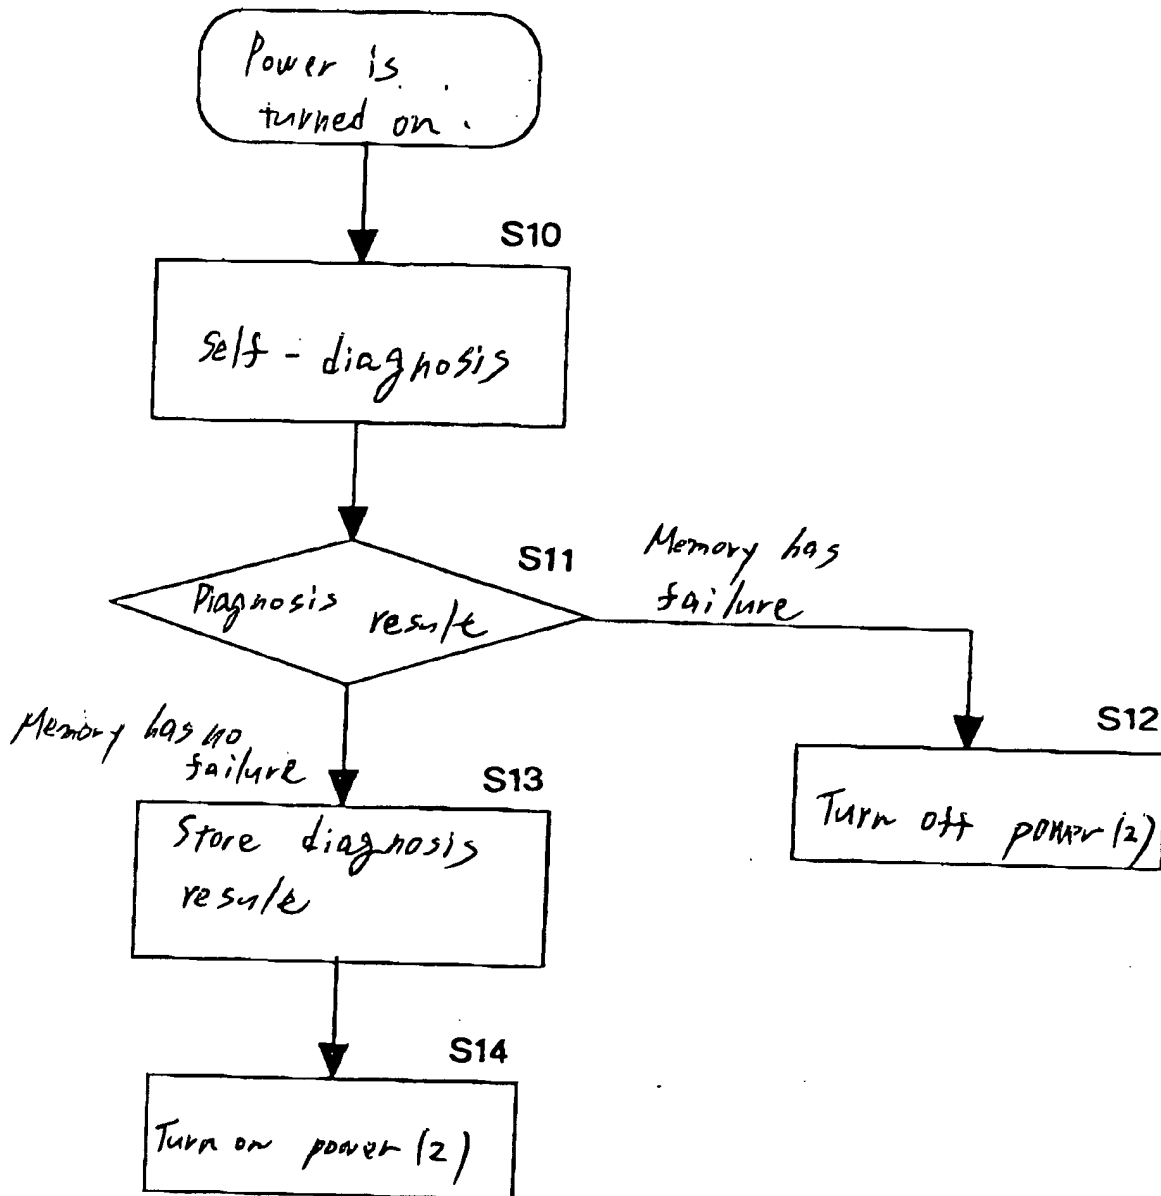 Power is
turned on.
S10
Self-diagnosis
S11
Diagnosis
result
Memory has
failure
Memory has no
failure
S12
Turn off power (2)
S13
Store diagnosis
result
S14
Turn on power (2)